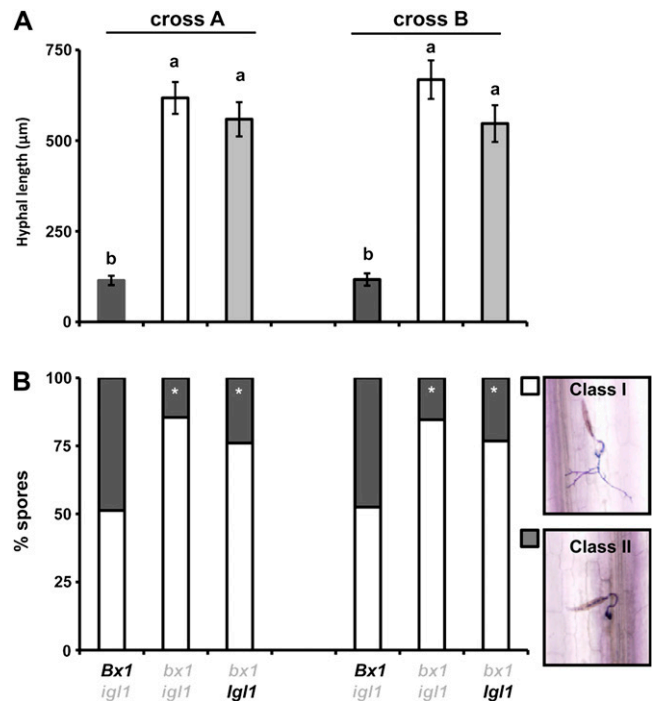 A
cross A
cross B
Hyphal length (µm)
750
500
250
0
b
a
a
b
a
a
B
% spores
100
75
50
25
0
*
*
*
*
Class I
Class II
Bx1 bx1 bx1 Bx1 bx1 bx1
igl1 igl1 Igl1 igl1 igl1 Igl1